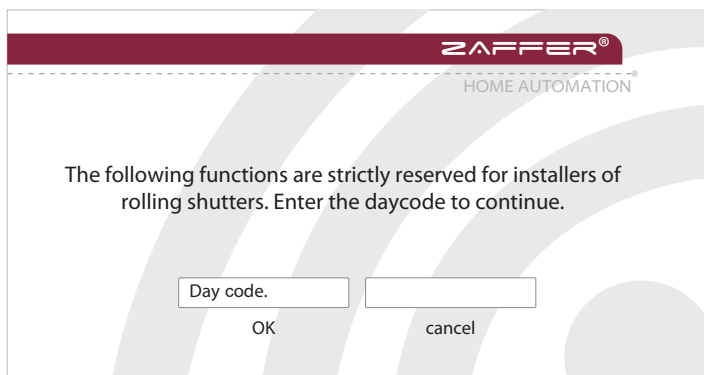 ZAFFER®
HOME AUTOMATION
The following functions are strictly reserved for installers of
rolling shutters. Enter the daycode to continue.
Day code.
OK cancel